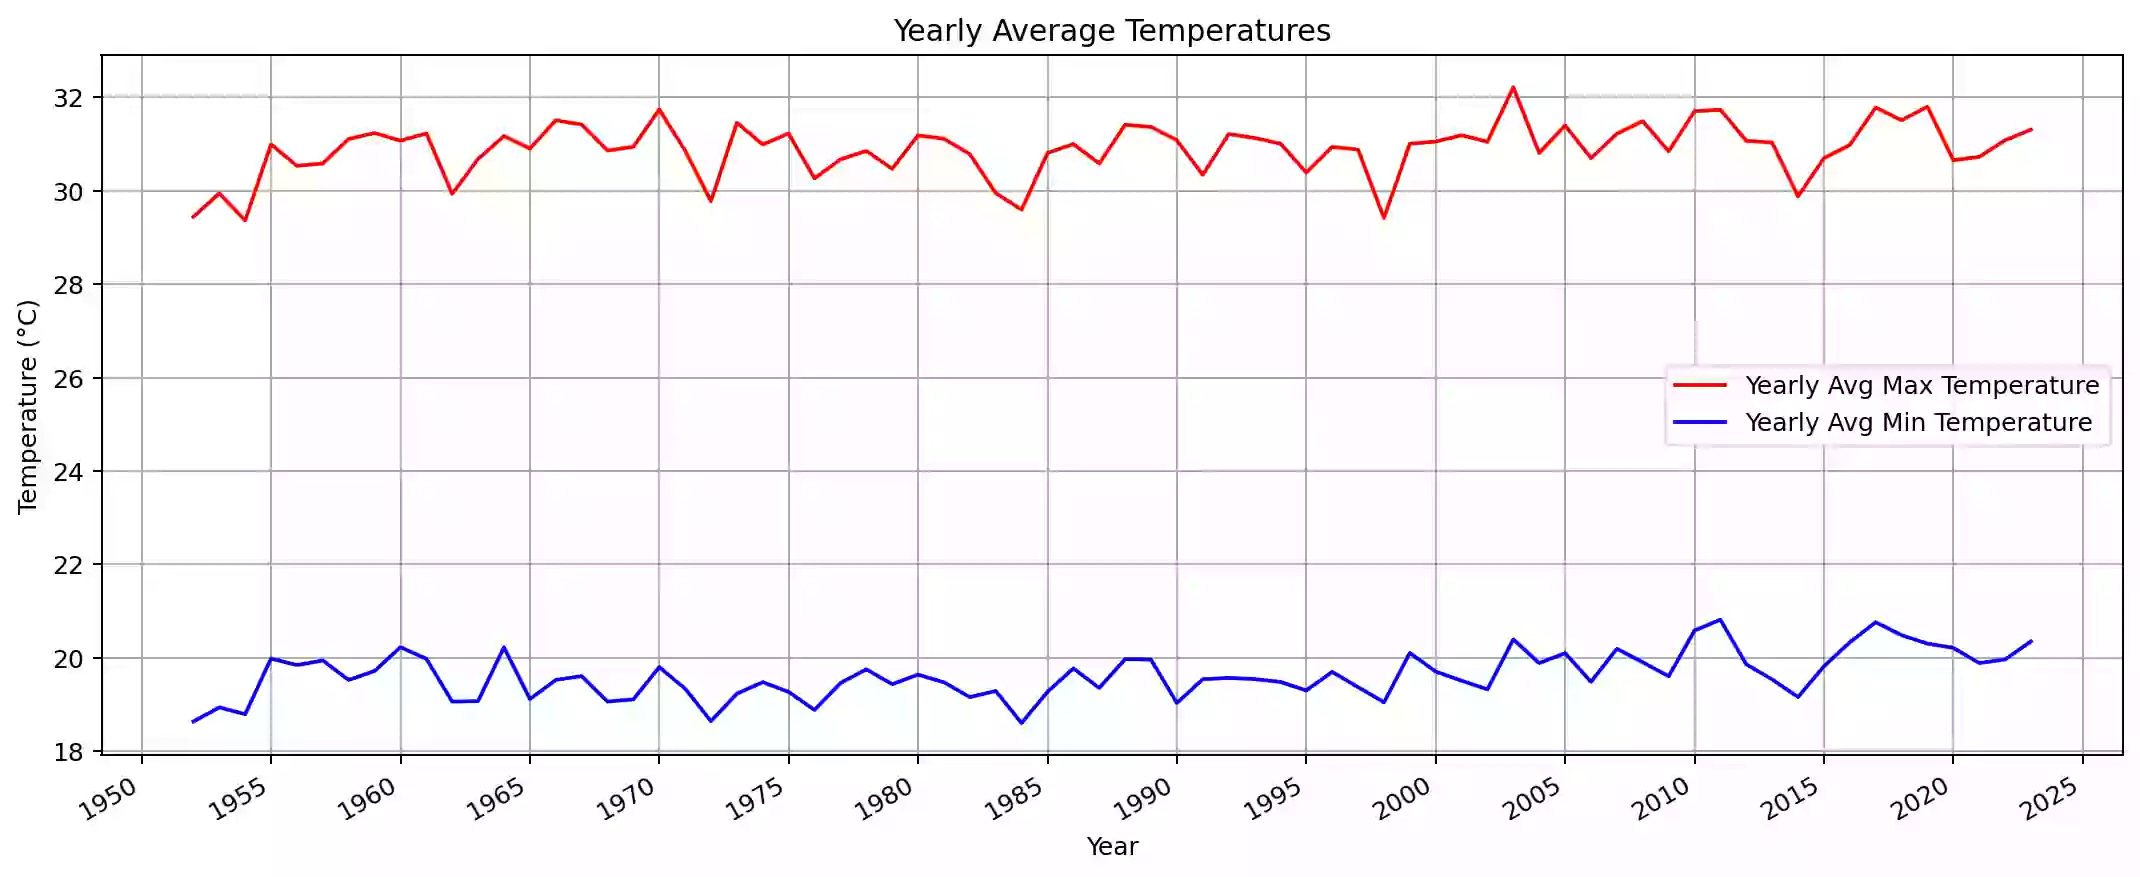 Yearly Average Temperatures
32
30
28
26
24
22
20
18
Temperature (°C)
Yearly Avg Max Temperature
Yearly Avg Min Temperature
1950 1955 1960 1965 1970 1975 1980 1985 1990 1995 2000 2005 2010 2015 2020 2025
Year